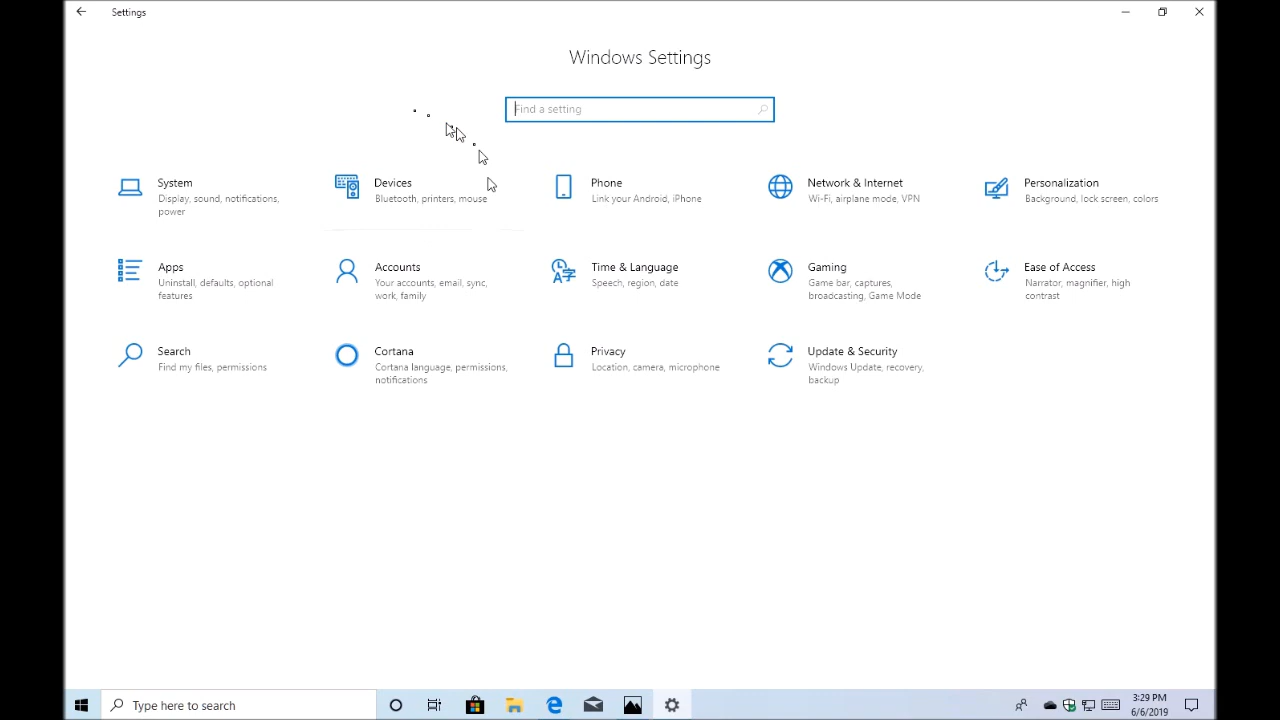 Settings
Windows Settings
Find a setting
System
Display, sound, notifications,
power
Devices
Bluetooth, printers, mouse
Phone
Link your Android, iPhone
Network & Internet
Wi-Fi, airplane mode, VPN
Personalization
Background, lock screen, colors
Apps
Uninstall, defaults, optional
features
Accounts
Your accounts, email, sync,
work, family
Time & Language
Speech, region, date
Gaming
Game bar, captures,
broadcasting, Game Mode
Ease of Access
Narrator, magnifier, high
contrast
Search
Find my files, permissions
Cortana
Cortana language, permissions,
notifications
Privacy
Location, camera, microphone
Update & Security
Windows Update, recovery,
backup
Type here to search
3:29 PM
6/6/2019